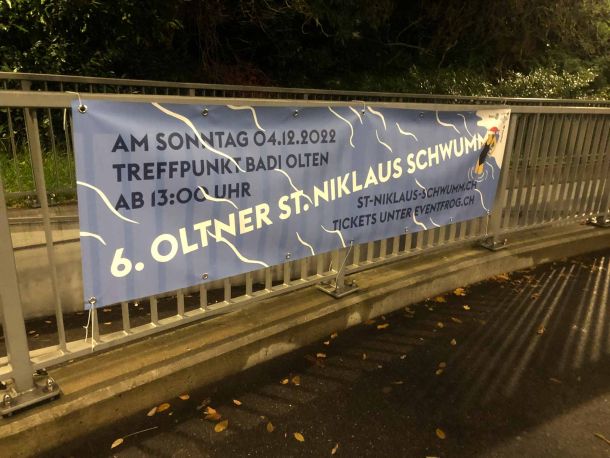 AM SONNTAG 04.12.2022
TREFFPUNKT BADI OLTEN
AB 13:00 UHR
6. OLTNER ST. NIKLAUS SCHWUMM
ST-NIKLAUS-SCHWUMM.CH
TICKETS UNTER EVENTFROG.CH